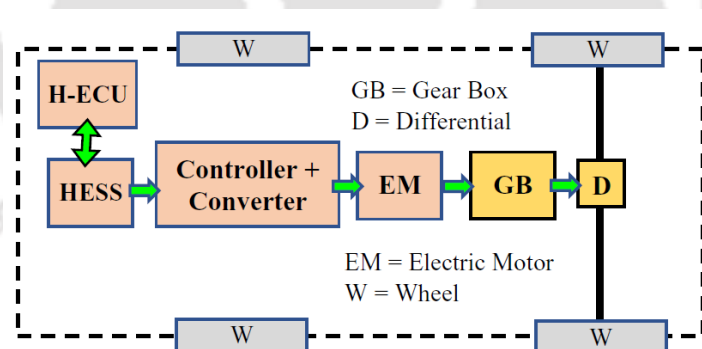 W
W
H-ECU
GB = Gear Box
D = Differential
HESS
Controller +
Converter
EM
GB
D
EM = Electric Motor
W = Wheel
W
W